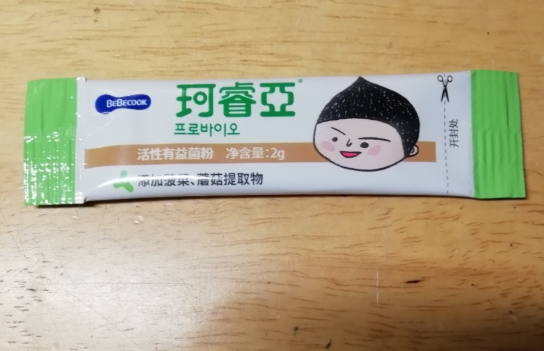 BEBECOOK
珂睿亞®
프로바이오
活性有益菌粉 净含量:2g
添加菠菜、蘑菇提取物
开封处